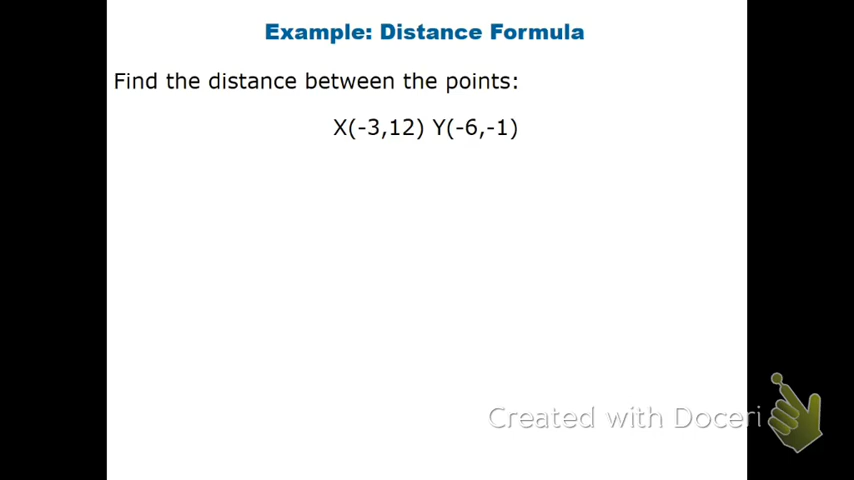 Example: Distance Formula
Find the distance between the points:
X(-3,12) Y(-6,-1)
Created with Doceri